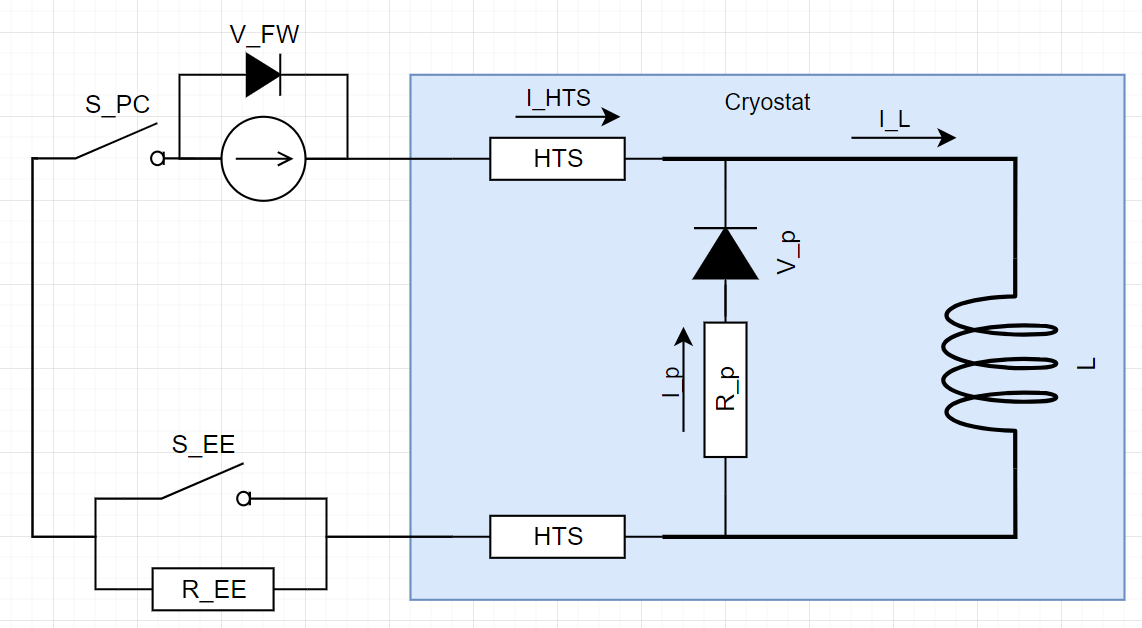 V_FW
S_PC
I_HTS
Cryostat
I_L
HTS
V_p
I_p
R_p
L
S_EE
HTS
R_EE